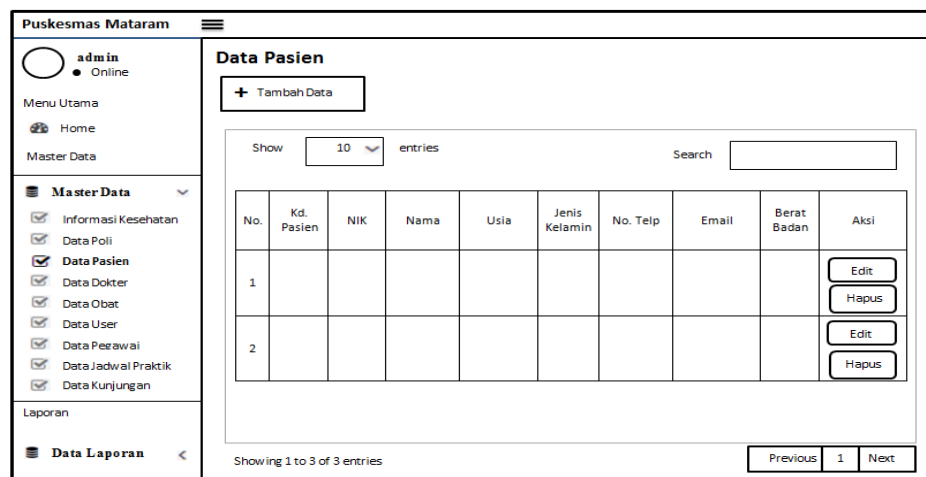 Puskesmas Mataram
admin
Online
Menu Utama
Home
Master Data
Master Data
Informasi Kesehatan
Data Poli
Data Pasien
Data Dokter
Data Obat
Data User
Data Pegawai
Data Jadwal Praktik
Data Kunjungan
Laporan
Data Laporan
Data Pasien
+ Tambah Data
Show 10 entries
Search
No. Kd. Pasien NIK Nama Usia Jenis Kelamin No. Telp Email Berat Badan Aksi
1 Edit
Hapus
2 Edit
Hapus
Showing 1 to 3 of 3 entries
Previous 1 Next